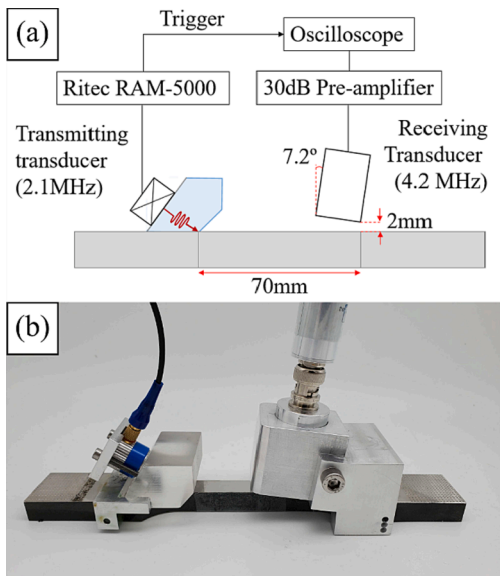 (a)
Trigger
Oscilloscope
Ritec RAM-5000
30dB Pre-amplifier
Transmitting
transducer
(2.1MHz)
7.2º
Receiving
Transducer
(4.2 MHz)
2mm
70mm
(b)